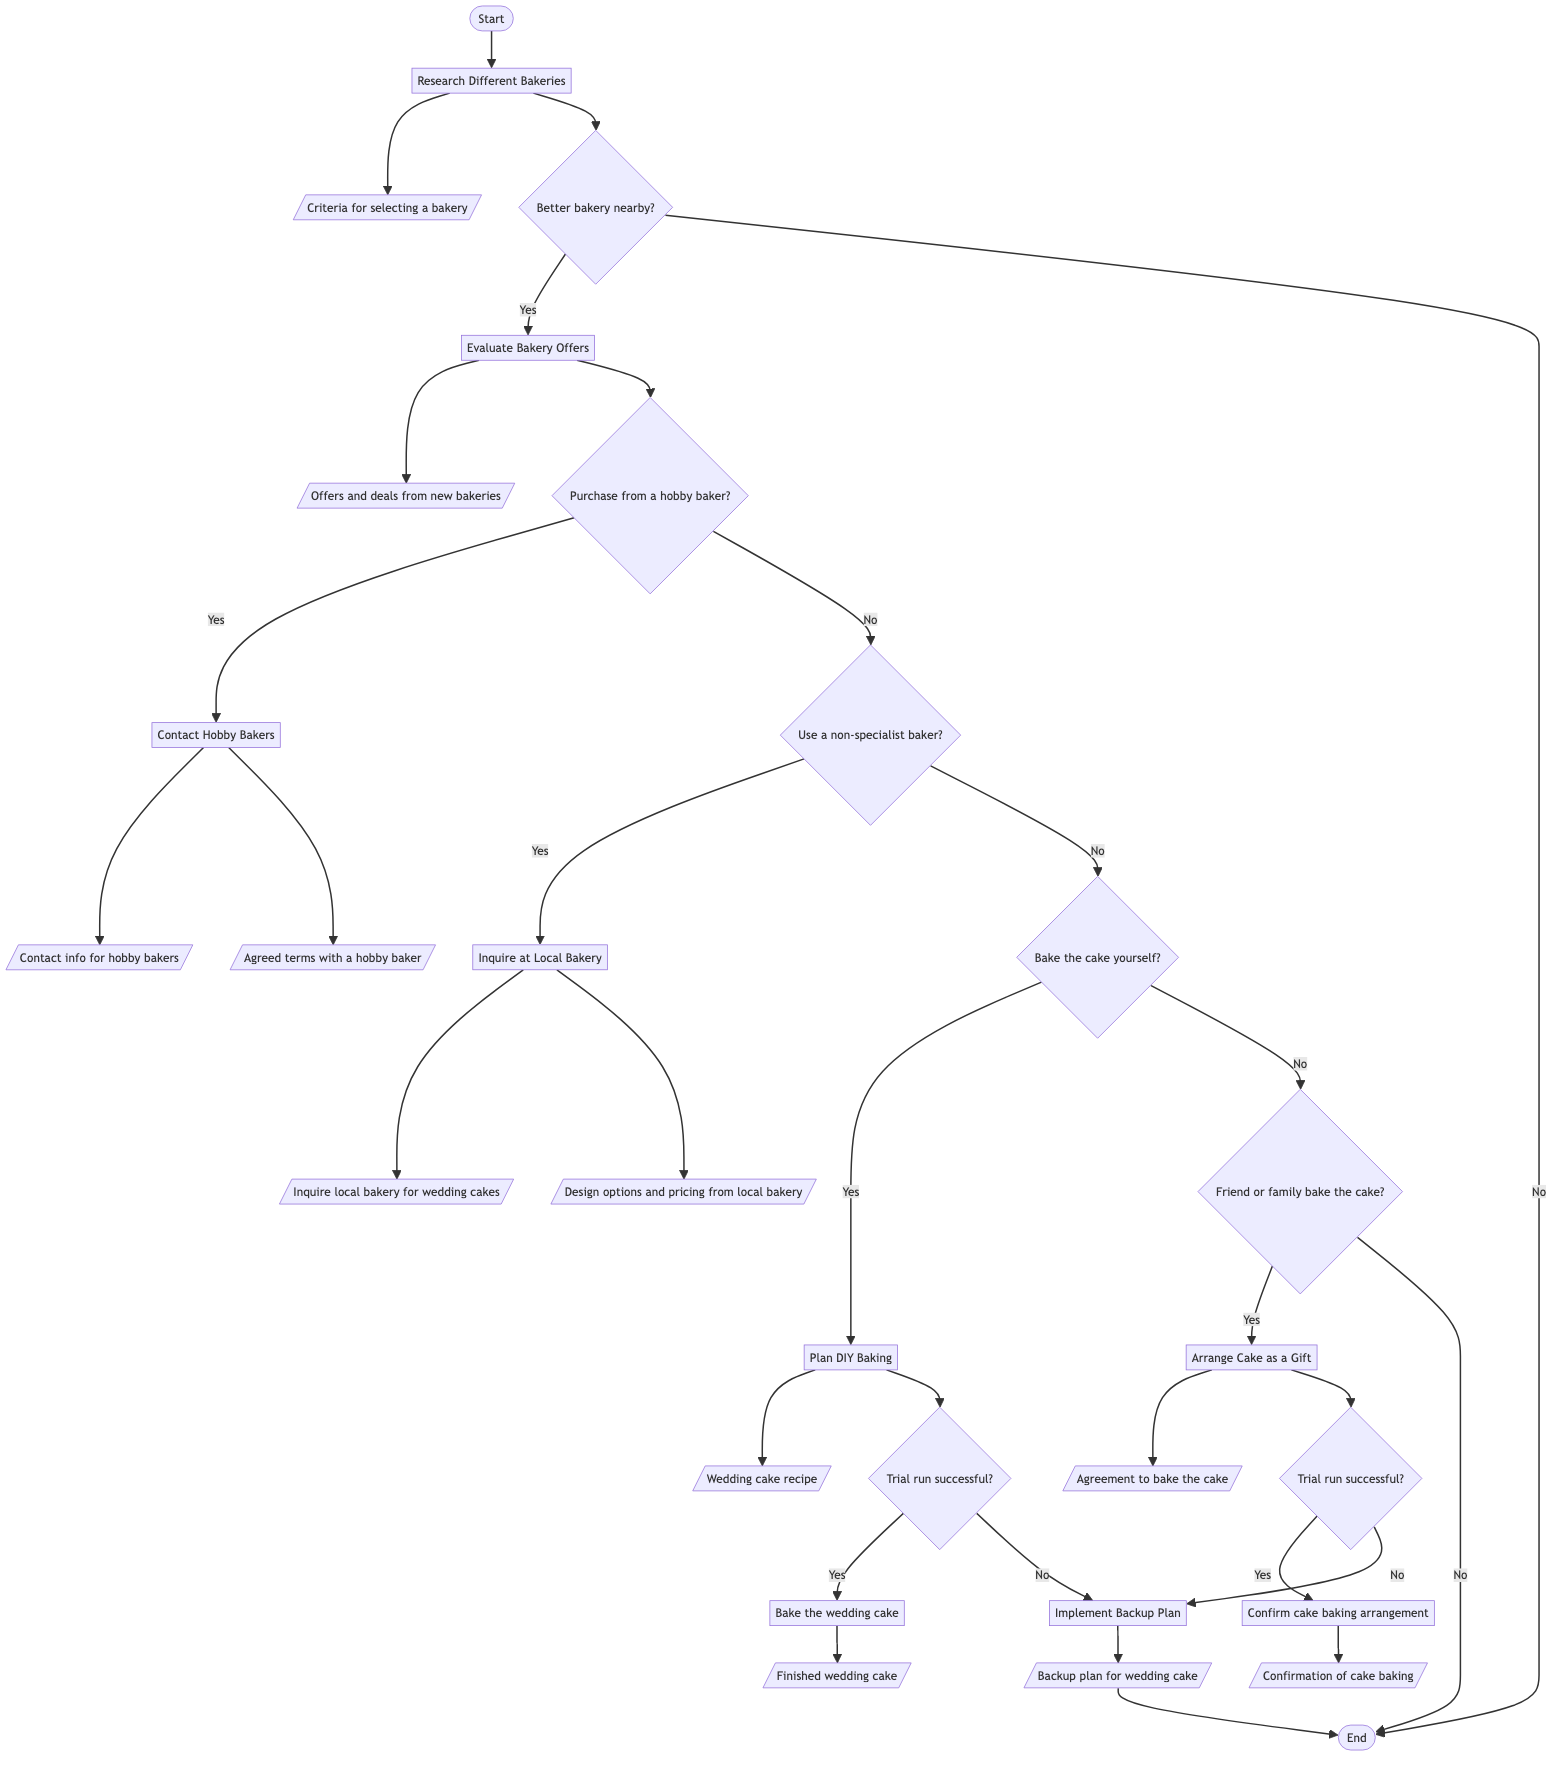 Start
Research Different Bakeries
Criteria for selecting a bakery
Better bakery nearby?
Yes
Evaluate Bakery Offers
Offers and deals from new bakeries
Purchase from a hobby baker?
Yes
No
Contact Hobby Bakers
Use a non-specialist baker?
Yes
No
Contact info for hobby bakers
Agreed terms with a hobby baker
Inquire at Local Bakery
Bake the cake yourself?
No
Inquire local bakery for wedding cakes
Design options and pricing from local bakery
Yes
Friend or family bake the cake?
No
Yes
Plan DIY Baking
Arrange Cake as a Gift
Wedding cake recipe
Trial run successful?
Agreement to bake the cake
Trial run successful?
Yes
No
Yes
No
No
Bake the wedding cake
Implement Backup Plan
Confirm cake baking arrangement
Finished wedding cake
Backup plan for wedding cake
Confirmation of cake baking
End